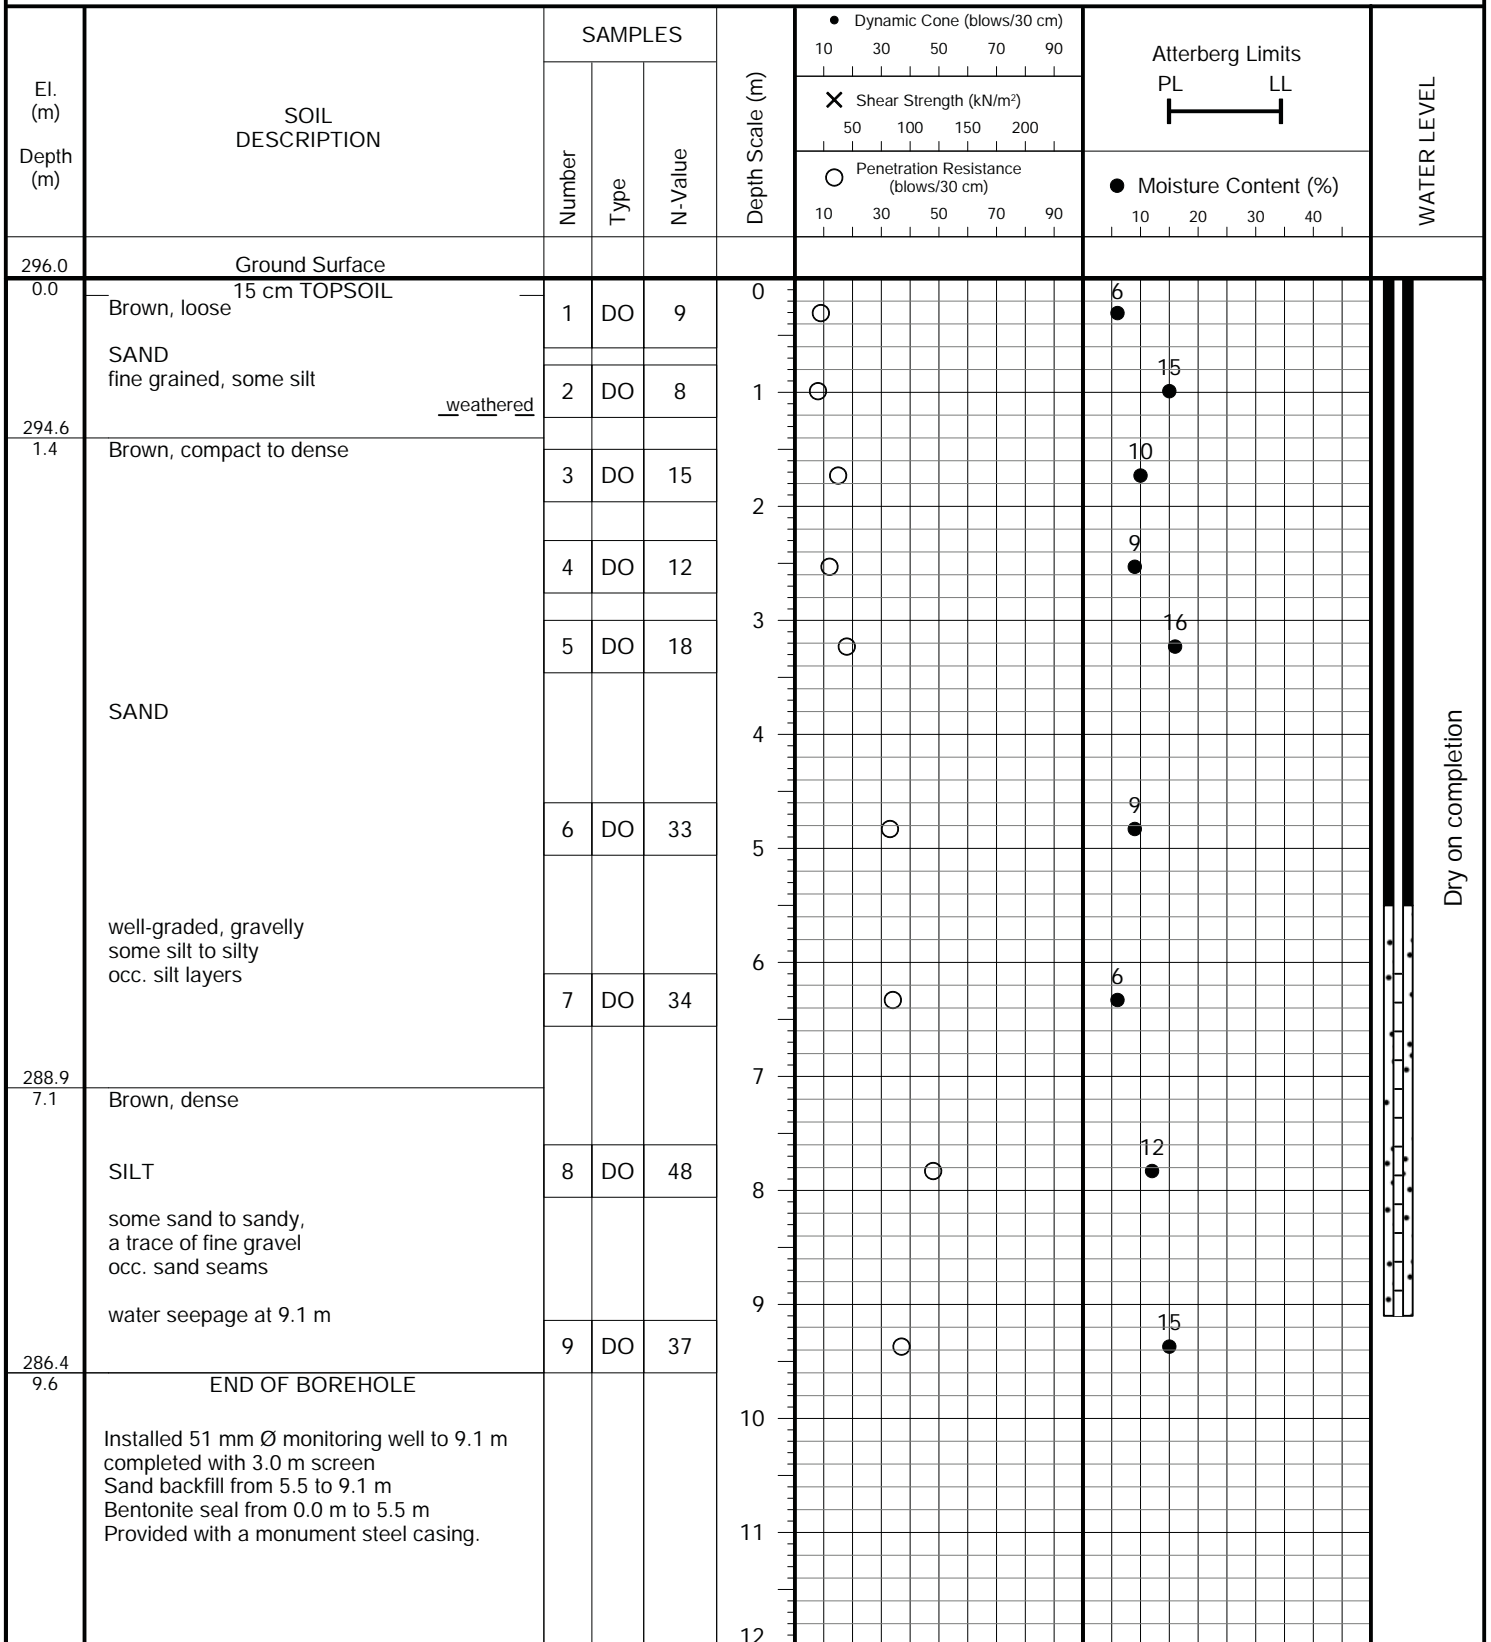 El.
(m)
Depth
(m)
SOIL
DESCRIPTION
SAMPLES
Number
Type
N-Value
Depth Scale (m)
● Dynamic Cone (blows/30 cm)
10 30 50 70 90
✕ Shear Strength (kN/m²)
50 100 150 200
○ Penetration Resistance
(blows/30 cm)
10 30 50 70 90
Atterberg Limits
PL LL
● Moisture Content (%)
10 20 30 40
WATER LEVEL
296.0 Ground Surface
0.0 15 cm TOPSOIL 0
Brown, loose
1 DO 9 6
SAND
fine grained, some silt
15
2 DO 8 1
weathered
294.6
1.4 Brown, compact to dense
10
3 DO 15
2
9
4 DO 12
3 16
5 DO 18
SAND
4
9
6 DO 33
5
Dry on completion
well-graded, gravelly
some silt to silty
occ. silt layers
6
6
7 DO 34
288.9 7
7.1 Brown, dense
12
SILT 8 DO 48
8
some sand to sandy,
a trace of fine gravel
occ. sand seams
9
water seepage at 9.1 m
15
9 DO 37
286.4
9.6 END OF BOREHOLE
10
Installed 51 mm Ø monitoring well to 9.1 m
completed with 3.0 m screen
Sand backfill from 5.5 to 9.1 m
Bentonite seal from 0.0 m to 5.5 m
Provided with a monument steel casing.
11
12